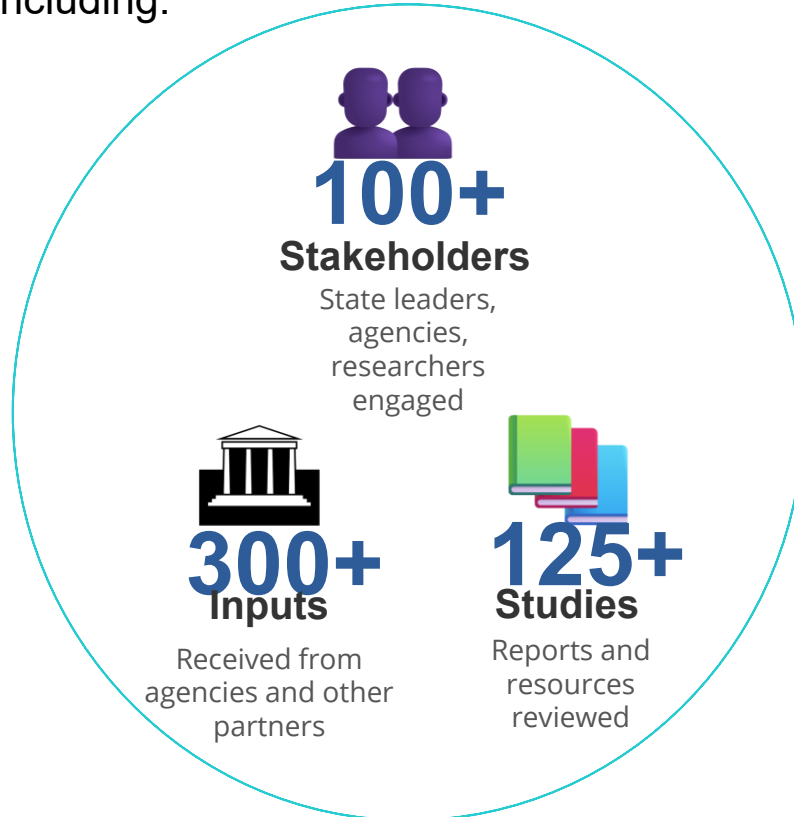 ncluding:
100+
Stakeholders
State leaders,
agencies,
researchers
engaged
300+
Inputs
Received from
agencies and other
partners
125+
Studies
Reports and
resources
reviewed